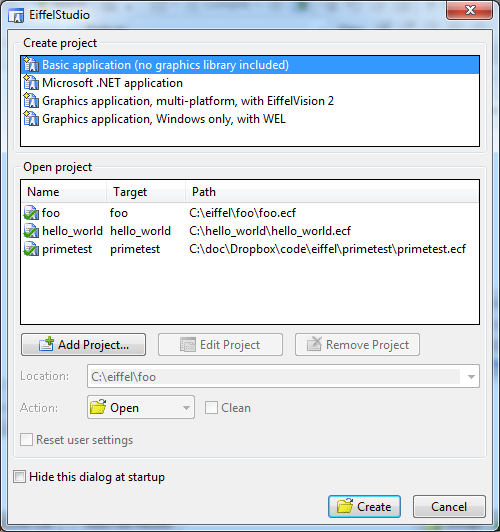 EiffelStudio
Create project
Basic application (no graphics library included)
Microsoft .NET application
Graphics application, multi-platform, with EiffelVision 2
Graphics application, Windows only, with WEL
Open project
Name Target Path
foo foo C:\eiffel\foo\foo.ecf
hello_world hello_world C:\hello_world\hello_world.ecf
primetest primetest C:\doc\Dropbox\code\eiffel\primetest\primetest.ecf
Add Project... Edit Project Remove Project
Location: C:\eiffel\foo
Action: Open Clean
Reset user settings
Hide this dialog at startup
Create Cancel